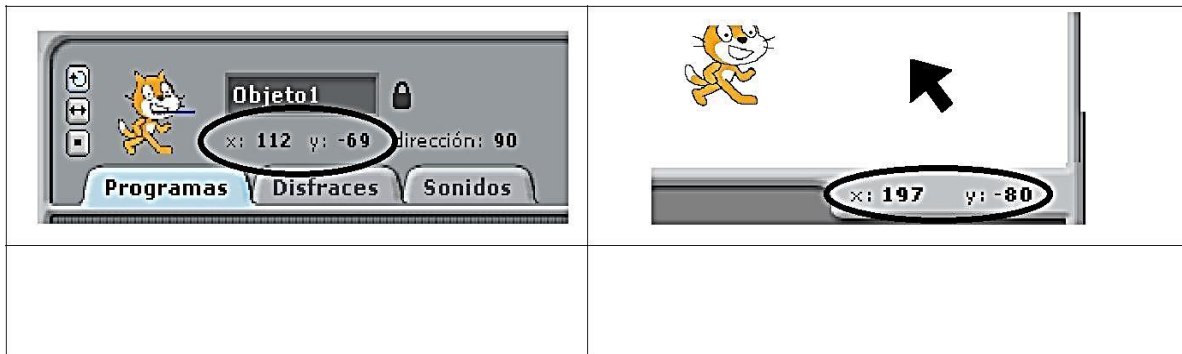 Objeto1
x: 112 y: -69 dirección: 90
Programas Disfraces Sonidos
x: 197 y: -80